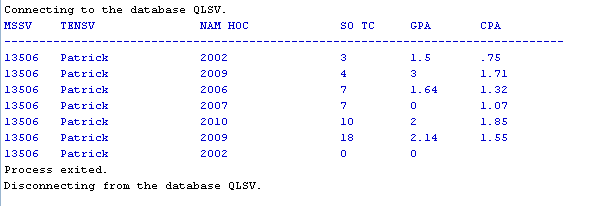 Connecting to the database QLSV.
MSSV TENSV NAM HOC SO TC GPA CPA
--------------------------------------------------------------------------------
13506 Patrick 2002 3 1.5 .75
13506 Patrick 2009 4 3 1.71
13506 Patrick 2006 7 1.64 1.32
13506 Patrick 2007 7 0 1.07
13506 Patrick 2010 10 2 1.85
13506 Patrick 2009 18 2.14 1.55
13506 Patrick 2002 0 0
Process exited.
Disconnecting from the database QLSV.